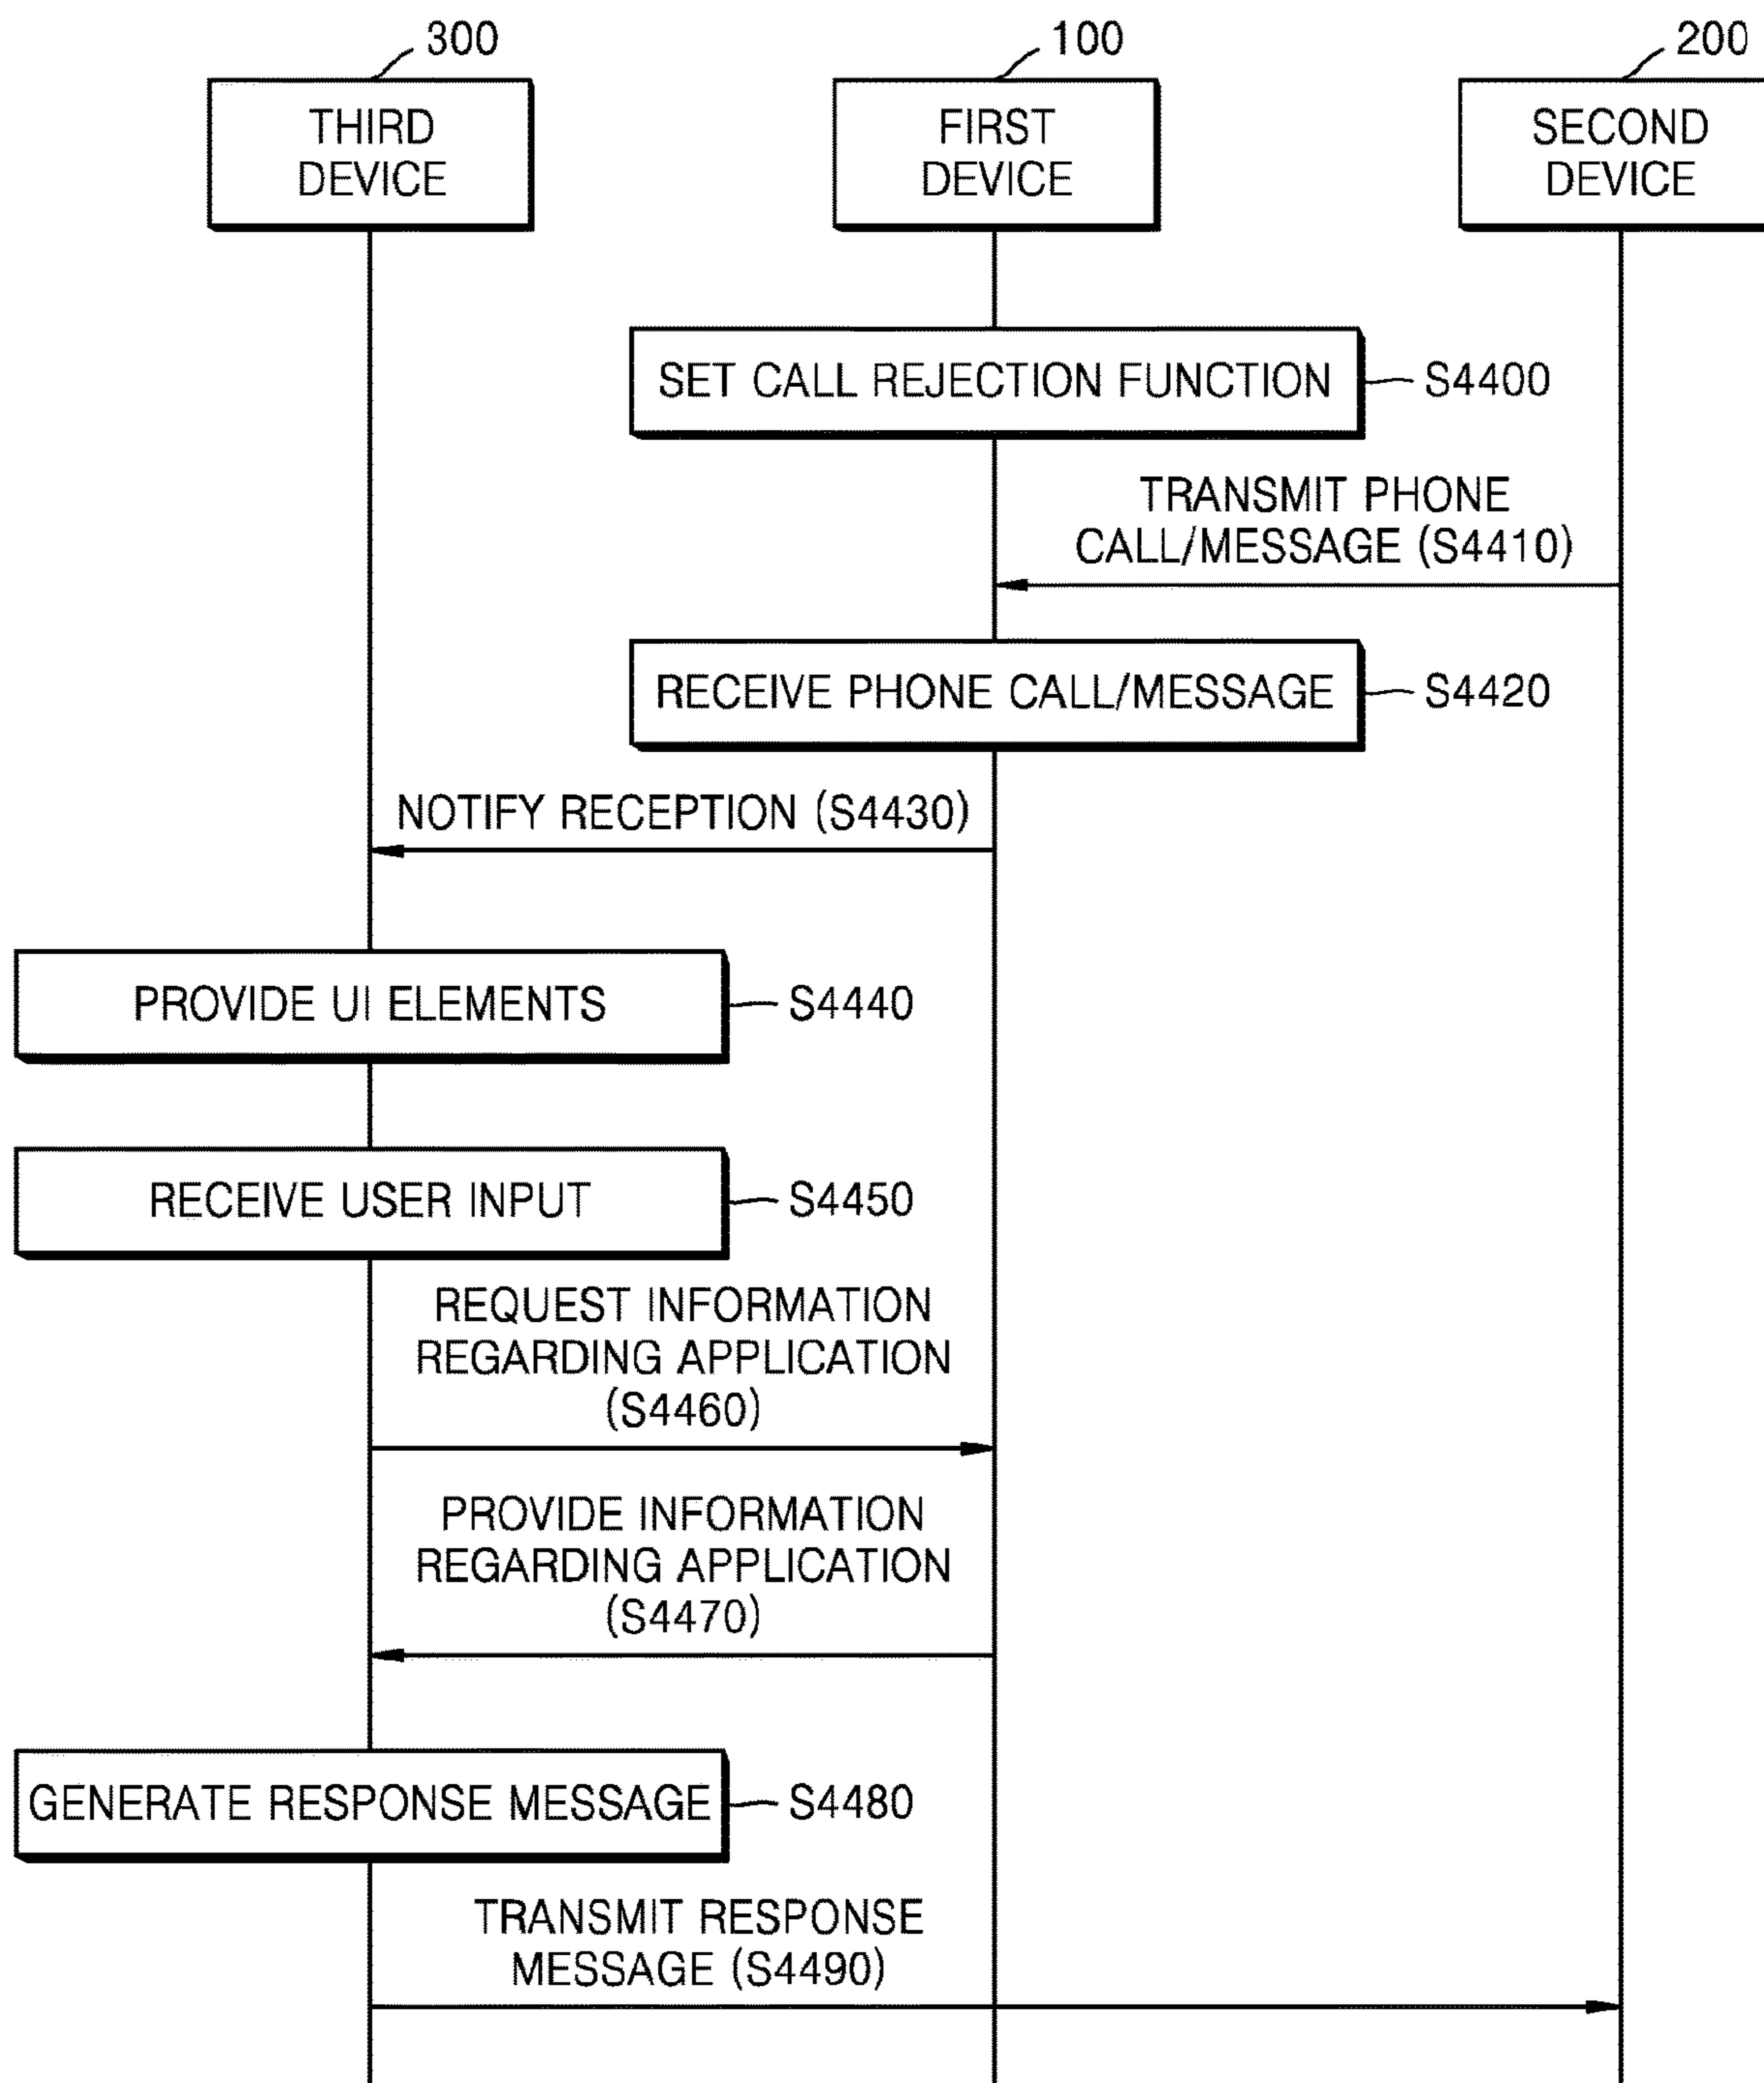 300
100
200
THIRD
DEVICE
FIRST
DEVICE
SECOND
DEVICE
SET CALL REJECTION FUNCTION
S4400
TRANSMIT PHONE
CALL/MESSAGE (S4410)
RECEIVE PHONE CALL/MESSAGE
S4420
NOTIFY RECEPTION (S4430)
PROVIDE UI ELEMENTS
S4440
RECEIVE USER INPUT
S4450
REQUEST INFORMATION
REGARDING APPLICATION
(S4460)
PROVIDE INFORMATION
REGARDING APPLICATION
(S4470)
GENERATE RESPONSE MESSAGE
S4480
TRANSMIT RESPONSE
MESSAGE (S4490)